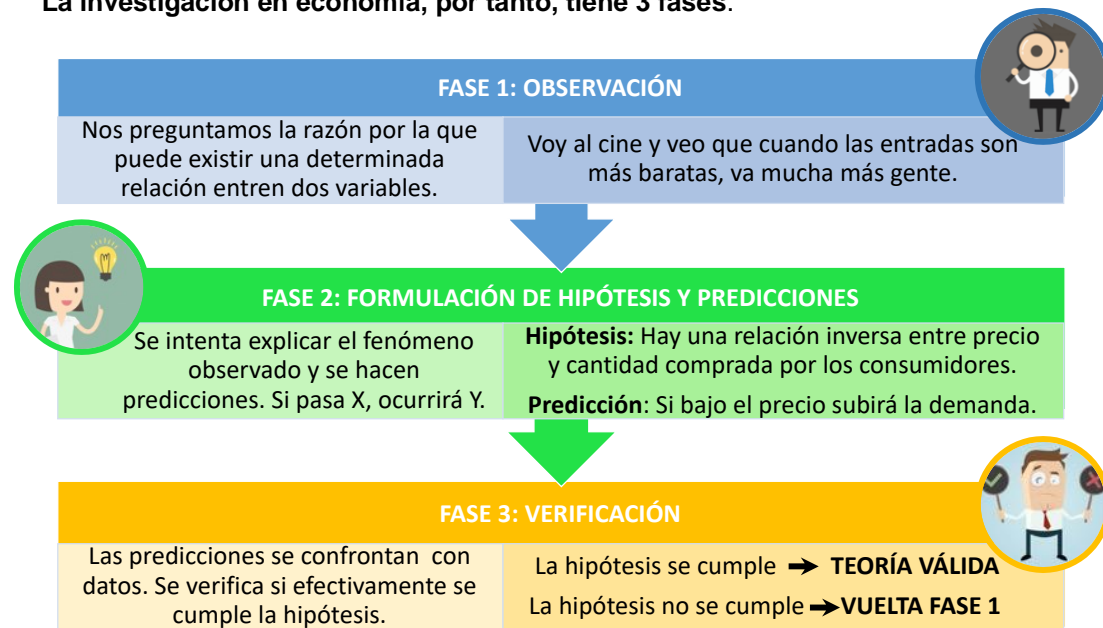 La investigación en economía, por tanto, tiene 3 fases.
FASE 1: OBSERVACIÓN
Nos preguntamos la razón por la que
puede existir una determinada
relación entren dos variables.
Voy al cine y veo que cuando las entradas son
más baratas, va mucha más gente.
FASE 2: FORMULACIÓN DE HIPÓTESIS Y PREDICCIONES
Se intenta explicar el fenómeno
observado y se hacen
predicciones. Si pasa X, ocurrirá Y.
Hipótesis: Hay una relación inversa entre precio
y cantidad comprada por los consumidores.
Predicción: Si bajo el precio subirá la demanda.
FASE 3: VERIFICACIÓN
Las predicciones se confrontan con
datos. Se verifica si efectivamente se
cumple la hipótesis.
La hipótesis se cumple → TEORÍA VÁLIDA
La hipótesis no se cumple → VUELTA FASE 1